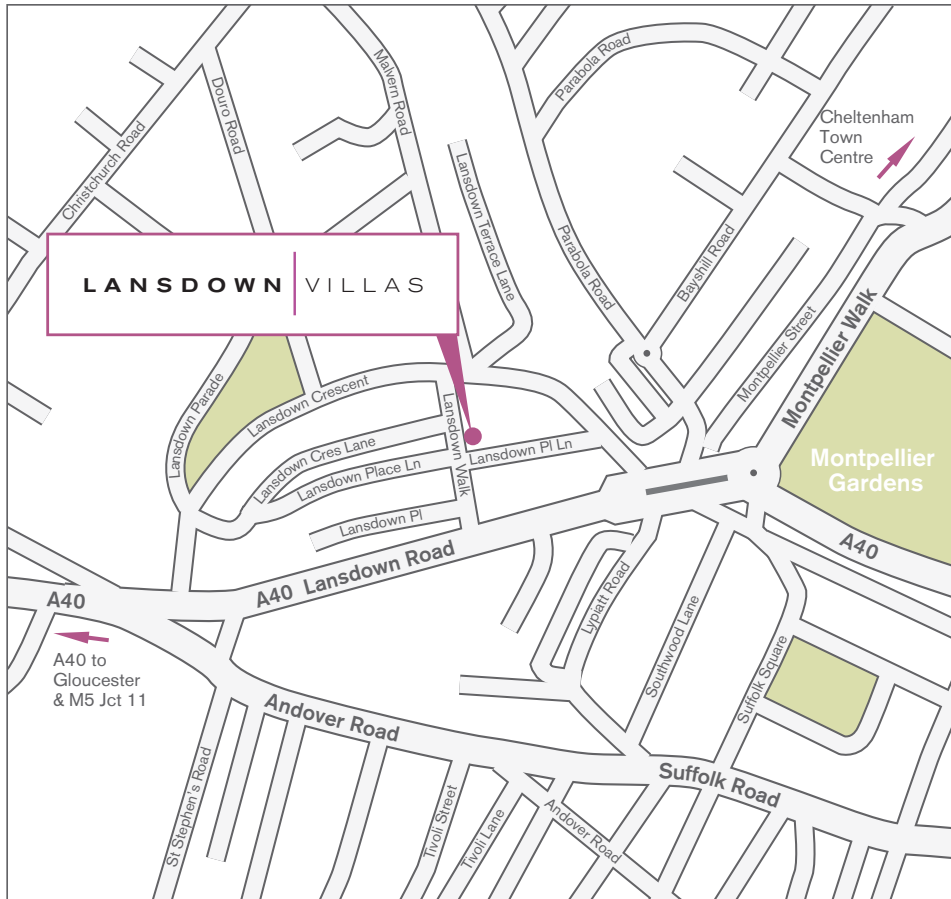 Parabola Road
Malvern Road
Douro Road
Cheltenham
Town
Centre
Christchurch Road
Lansdown Terrace Lane
Parabola Road
Bayshill Road
LANSDOWN VILLAS
Montpellier Street
Montpellier Walk
Lansdown Parade
Lansdown Crescent
Lansdown Cres Lane
Lansdown Walk
Lansdown Pl Ln
Lansdown Place Ln
Montpellier
Gardens
Lansdown Pl
A40
A40 Lansdown Road
A40
Lypiatt Road
Southwood Lane
Suffolk Square
A40 to
Gloucester
& M5 Jct 11
Andover Road
Suffolk Road
St Stephen's Road
Tivoli Street
Tivoli Lane
Andover Road